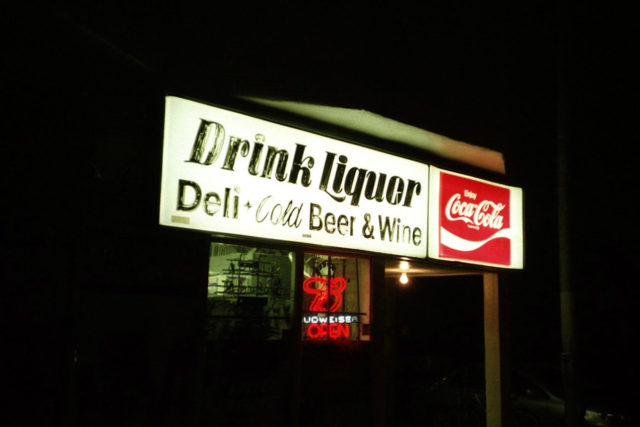 Drink Liquor
Deli • Cold Beer & Wine
Enjoy
Coca-Cola
UDWEISER
OPEN